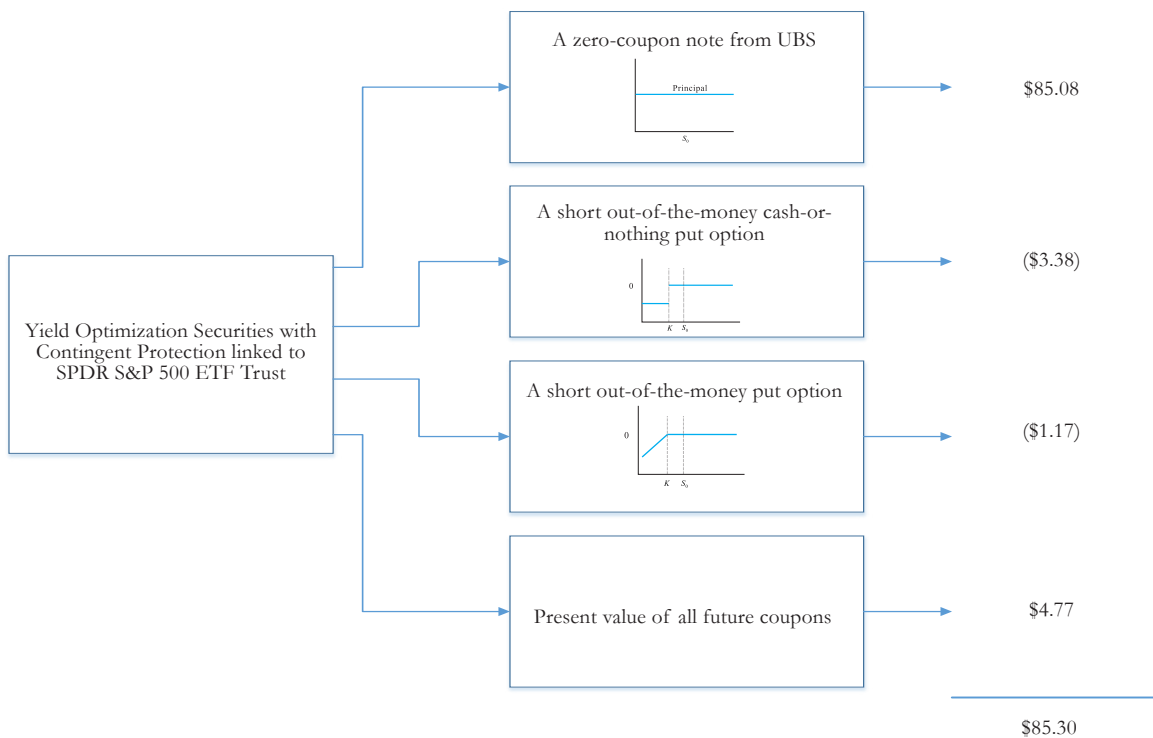 A zero-coupon note from UBS
Principal
S₀
$85.08
A short out-of-the-money cash-or-
nothing put option
0
K
S₀
($3.38)
Yield Optimization Securities with
Contingent Protection linked to
SPDR S&P 500 ETF Trust
A short out-of-the-money put option
0
K
S₀
($1.17)
Present value of all future coupons
$4.77
$85.30